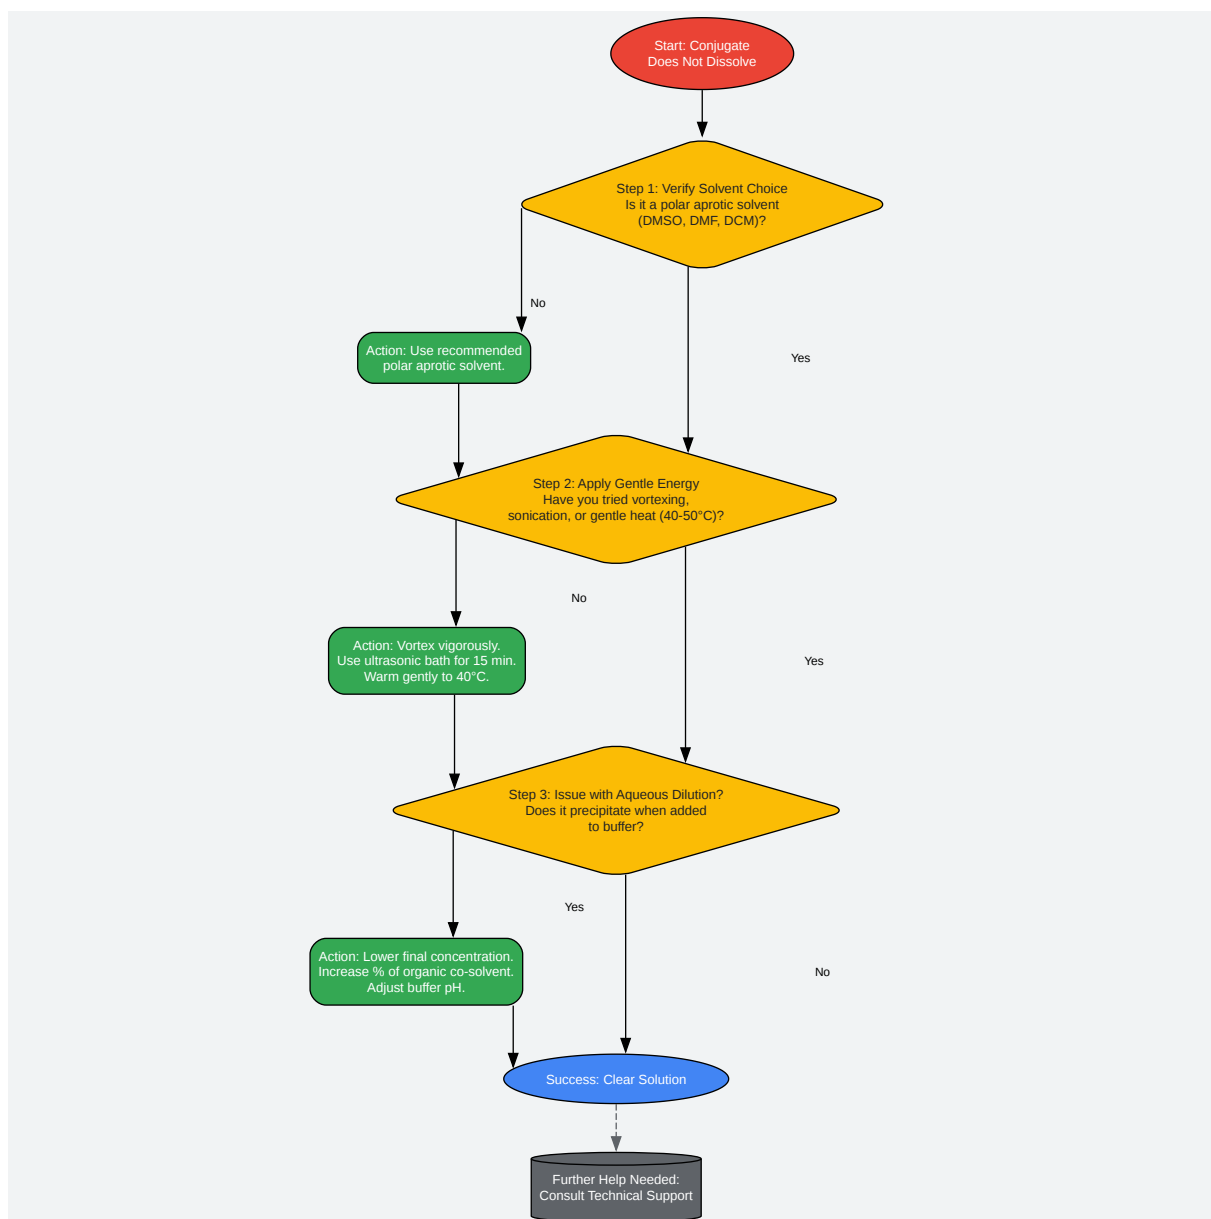 Start: Conjugate
Does Not Dissolve
Step 1: Verify Solvent Choice
Is it a polar aprotic solvent
(DMSO, DMF, DCM)?
No
Action: Use recommended
polar aprotic solvent.
Yes
Step 2: Apply Gentle Energy
Have you tried vortexing,
sonication, or gentle heat (40-50°C)?
No
Action: Vortex vigorously.
Use ultrasonic bath for 15 min.
Warm gently to 40°C.
Yes
Step 3: Issue with Aqueous Dilution?
Does it precipitate when added
to buffer?
Yes
Action: Lower final concentration.
Increase % of organic co-solvent.
Adjust buffer pH.
No
Success: Clear Solution
Further Help Needed:
Consult Technical Support